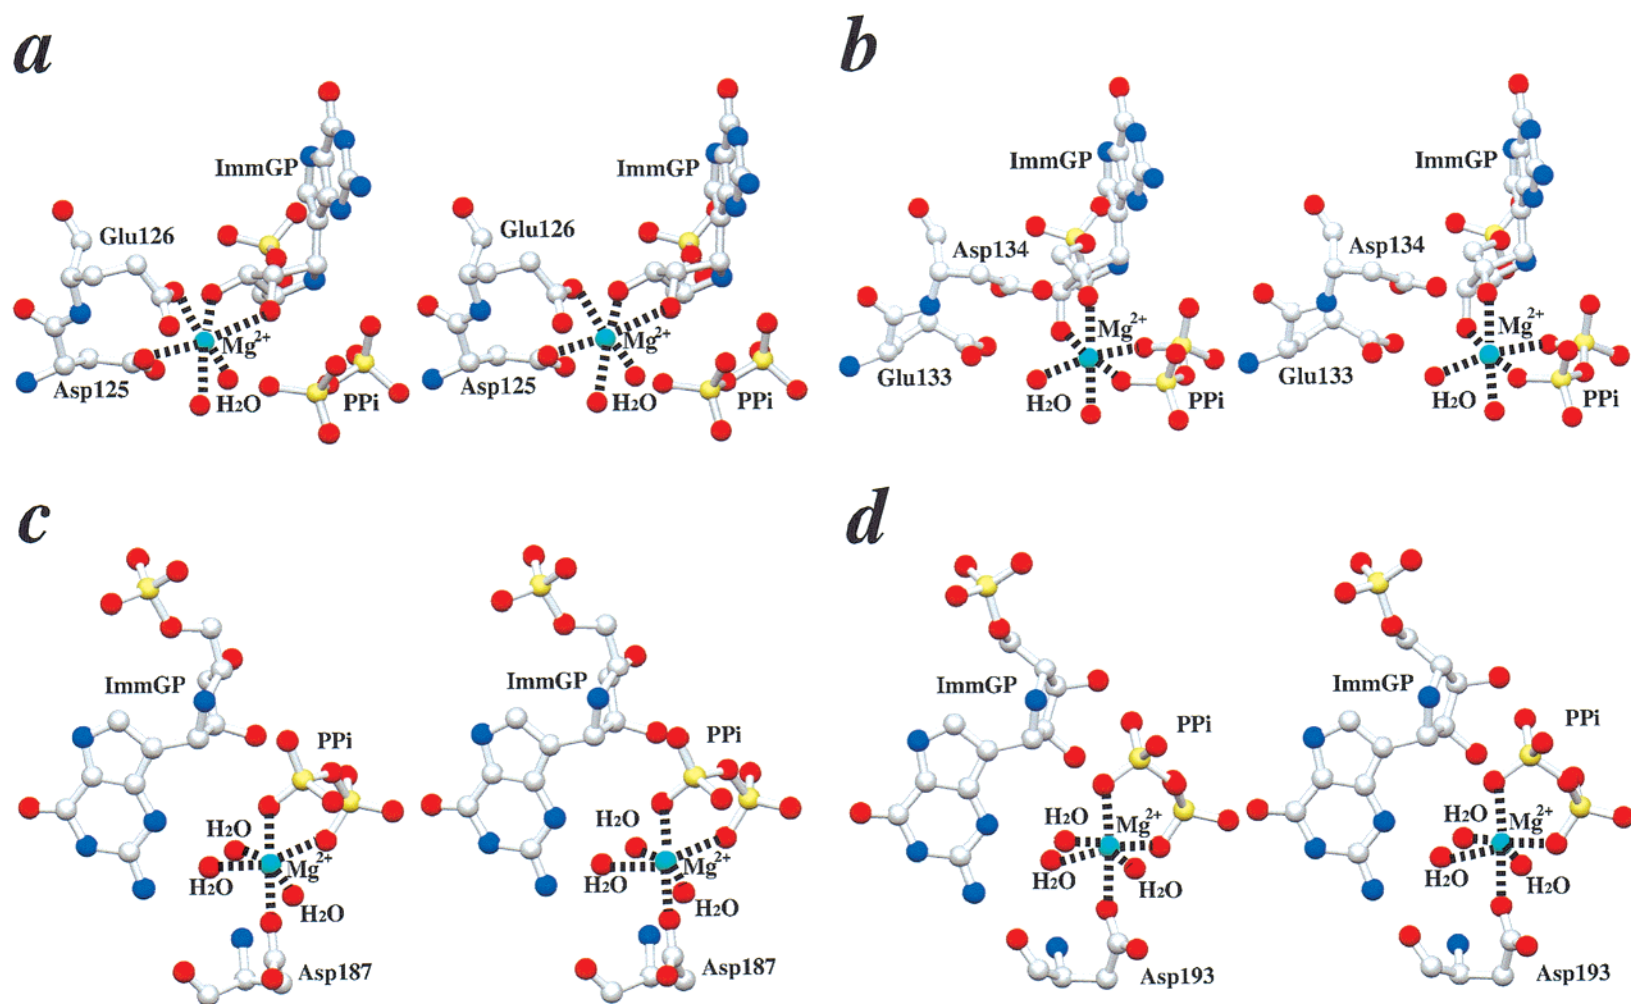 a
b
ImmGP
ImmGP
ImmGP
ImmGP
Glu126
Glu126
Asp134
Asp134
Mg2+
Mg2+
Mg2+
Mg2+
Asp125
Asp125
H2O
H2O
PPi
PPi
Glu133
Glu133
H2O
H2O
PPi
PPi
c
d
ImmGP
ImmGP
ImmGP
ImmGP
PPi
PPi
PPi
PPi
H2O
H2O
H2O
H2O
Mg2+
Mg2+
Mg2+
Mg2+
H2O
H2O
H2O
H2O
H2O
H2O
H2O
H2O
Asp187
Asp187
Asp193
Asp193